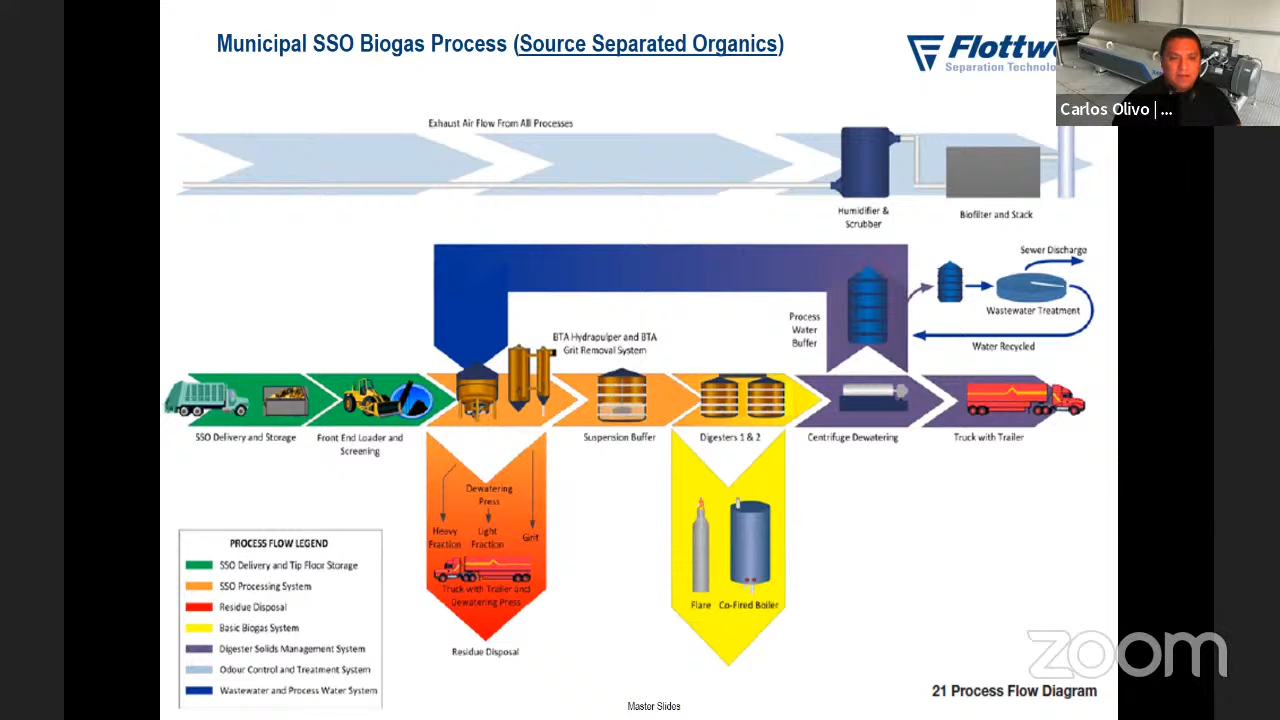 Municipal SSO Biogas Process (Source Separated Organics)
Flottwe
Separation Technolo
Carlos Olivo | ...
Exhaust Air Flow From All Processes
Humidifier &
Scrubber
Biofilter and Stack
Sewer Discharge
Wastewater Treatment
Water Recycled
Process
Water
Buffer
BTA Hydrapulper and BTA
Grit Removal System
SSO Delivery and Storage
Front End Loader and
Screening
Suspension Buffer
Digesters 1 & 2
Centrifuge Dewatering
Truck with Trailer
Dewatering
Press
Heavy
Fraction
Light
Fraction
Grit
Truck with Trailer and
Dewatering Press
Residue Disposal
Flare
Co-Fired Boiler
PROCESS FLOW LEGEND
SSO Delivery and Tip Floor Storage
SSO Processing System
Residue Disposal
Basic Biogas System
Digester Solids Management System
Odour Control and Treatment System
Wastewater and Process Water System
zoom
21 Process Flow Diagram
Master Slides